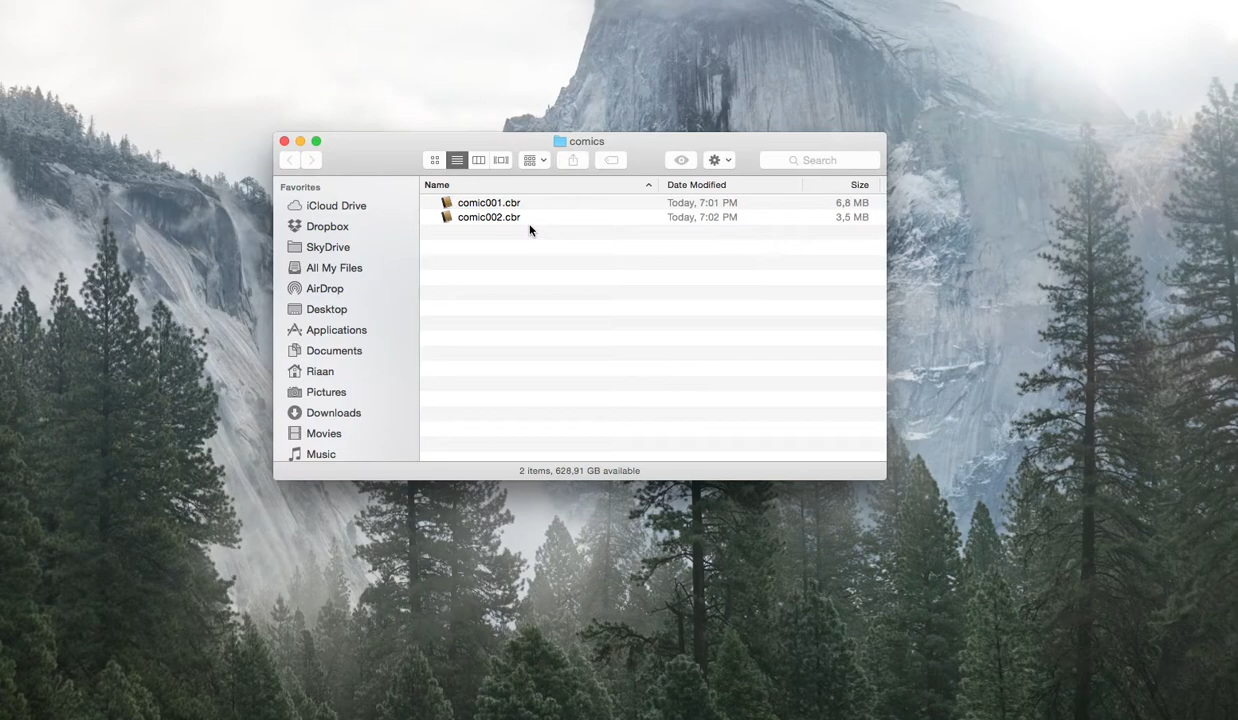 comics
Search
Favorites
iCloud Drive
Dropbox
SkyDrive
All My Files
AirDrop
Desktop
Applications
Documents
Riaan
Pictures
Downloads
Movies
Music
Name Date Modified Size
comic001.cbr Today, 7:01 PM 6,8 MB
comic002.cbr Today, 7:02 PM 3,5 MB
2 items, 628,91 GB available